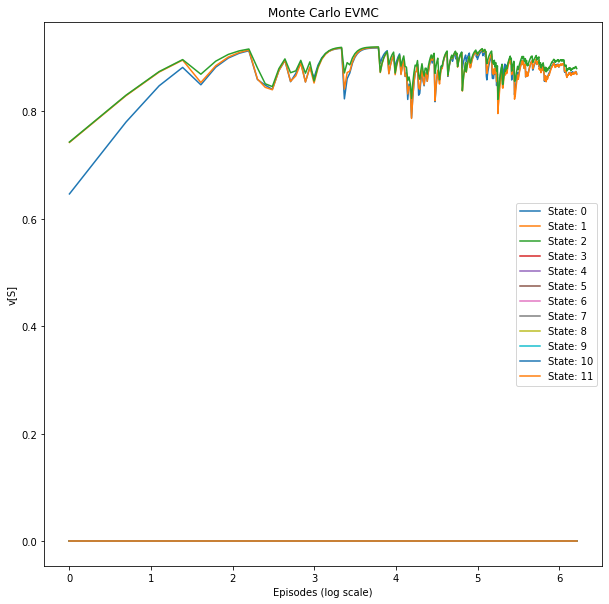 Monte Carlo EVMC
v[S]
0.8
0.6
0.4
0.2
0.0
State: 0
State: 1
State: 2
State: 3
State: 4
State: 5
State: 6
State: 7
State: 8
State: 9
State: 10
State: 11
0 1 2 3 4 5 6
Episodes (log scale)